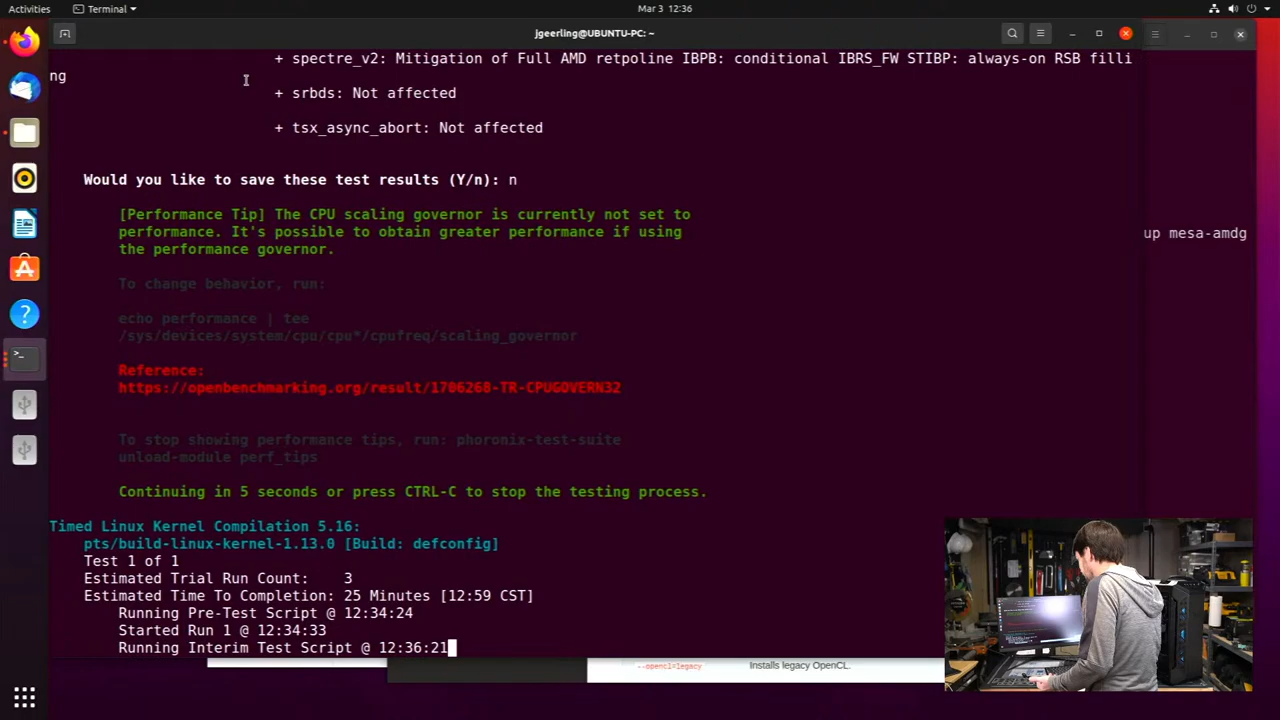 Activities
Terminal
Mar 3 12:36
jgeerling@UBUNTU-PC: ~
+ spectre_v2: Mitigation of Full AMD retpoline IBPB: conditional IBRS_FW STIBP: always-on RSB filli
ng
+ srbds: Not affected
+ tsx_async_abort: Not affected
Would you like to save these test results (Y/n): n
[Performance Tip] The CPU scaling governor is currently not set to
performance. It's possible to obtain greater performance if using
the performance governor.
up mesa-amdg
To change behavior, run:
echo performance | tee
/sys/devices/system/cpu/cpu*/cpufreq/scaling_governor
Reference:
https://openbenchmarking.org/result/1706268-TR-CPUGOVERN32
To stop showing performance tips, run: phoronix-test-suite
unload-module perf_tips
Continuing in 5 seconds or press CTRL-C to stop the testing process.
Timed Linux Kernel Compilation 5.16:
pts/build-linux-kernel-1.13.0 [Build: defconfig]
Test 1 of 1
Estimated Trial Run Count: 3
Estimated Time To Completion: 25 Minutes [12:59 CST]
Running Pre-Test Script @ 12:34:24
Started Run 1 @ 12:34:33
Running Interim Test Script @ 12:36:21
--opencl=legacy
Installs legacy OpenCL.